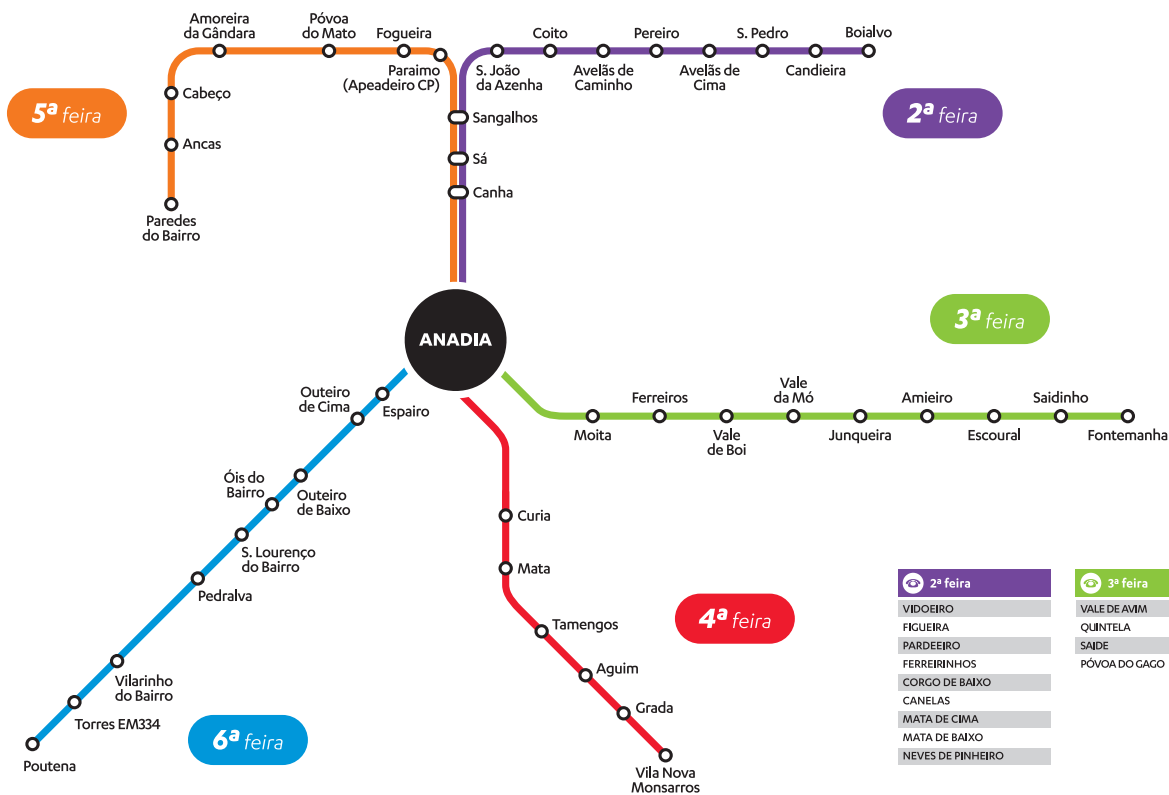 Amoreira
da Gândara
Póvoa
do Mato
Fogueira
Paraimo
(Apeadeiro CP)
Cabeço
Ancas
Paredes
do Bairro
5ª feira
S. João
da Azenha
Coito
Avelãs de
Caminho
Pereiro
Avelãs de
Cima
S. Pedro
Candieira
Boialvo
2ª feira
Sangalhos
Sá
Canha
ANADIA
3ª feira
Moita
Ferreiros
Vale
de Boi
Vale
da Mó
Junqueira
Amieiro
Escoural
Saidinho
Fontemanha
Outeiro
de Cima
Espairo
Óis do
Bairro
Outeiro
de Baixo
S. Lourenço
do Bairro
Pedralva
Vilarinho
do Bairro
Torres EM334
Poutena
6ª feira
Curia
Mata
Tamengos
Aguim
Grada
Vila Nova
Monsarros
4ª feira
2ª feira
VIDOEIRO
FIGUEIRA
PARDEEIRO
FERREIRINHOS
CORGO DE BAIXO
CANELAS
MATA DE CIMA
MATA DE BAIXO
NEVES DE PINHEIRO
3ª feira
VALE DE AVIM
QUINTELA
SAIDE
PÓVOA DO GAGO